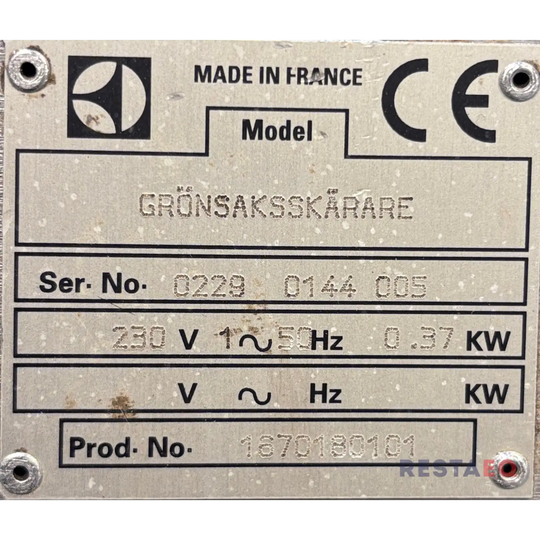 MADE IN FRANCE
CE
Model
GRÖNSAKSSKÄRARE
Ser. No. 0229 0144 005
230 V 1∿ 50 Hz 0.37 KW
V ∿ Hz KW
Prod. No. 1670180101